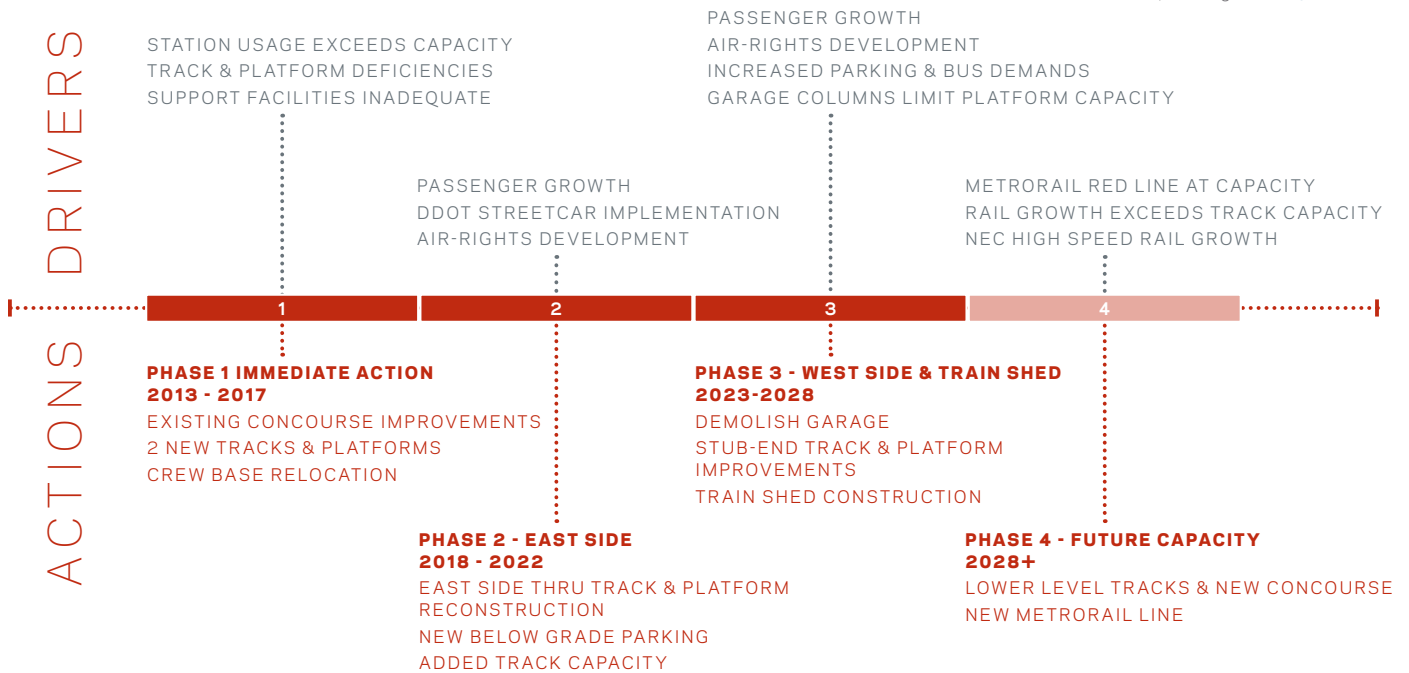 DRIVERS
STATION USAGE EXCEEDS CAPACITY
TRACK & PLATFORM DEFICIENCIES
SUPPORT FACILITIES INADEQUATE
PASSENGER GROWTH
DDOT STREETCAR IMPLEMENTATION
AIR-RIGHTS DEVELOPMENT
PASSENGER GROWTH
AIR-RIGHTS DEVELOPMENT
INCREASED PARKING & BUS DEMANDS
GARAGE COLUMNS LIMIT PLATFORM CAPACITY
METRORAIL RED LINE AT CAPACITY
RAIL GROWTH EXCEEDS TRACK CAPACITY
NEC HIGH SPEED RAIL GROWTH
1
2
3
4
ACTIONS
PHASE 1 IMMEDIATE ACTION
2013 - 2017
EXISTING CONCOURSE IMPROVEMENTS
2 NEW TRACKS & PLATFORMS
CREW BASE RELOCATION
PHASE 2 - EAST SIDE
2018 - 2022
EAST SIDE THRU TRACK & PLATFORM
RECONSTRUCTION
NEW BELOW GRADE PARKING
ADDED TRACK CAPACITY
PHASE 3 - WEST SIDE & TRAIN SHED
2023-2028
DEMOLISH GARAGE
STUB-END TRACK & PLATFORM
IMPROVEMENTS
TRAIN SHED CONSTRUCTION
PHASE 4 - FUTURE CAPACITY
2028+
LOWER LEVEL TRACKS & NEW CONCOURSE
NEW METRORAIL LINE